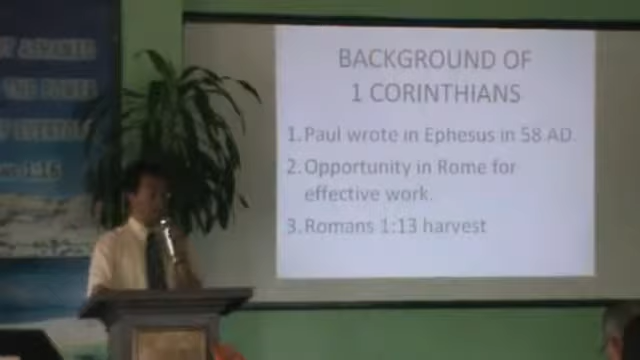 BACKGROUND OF
1 CORINTHIANS
1. Paul wrote in Ephesus in 58 AD.
2. Opportunity in Rome for
effective work.
3. Romans 1:13 harvest